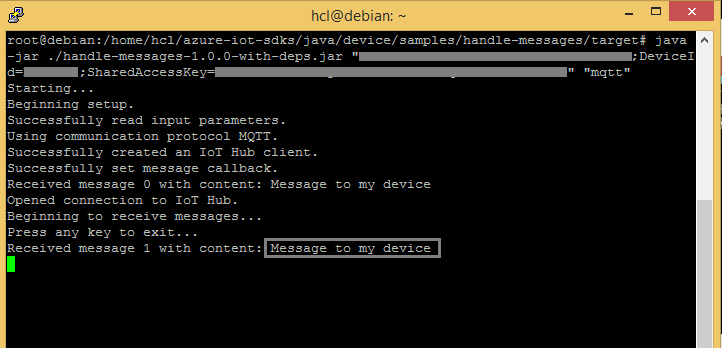 hcl@debian: ~
root@debian:/home/hcl/azure-iot-sdks/java/device/samples/handle-messages/target# java
-jar ./handle-messages-1.0.0-with-deps.jar " ;DeviceI
d= ;SharedAccessKey= " "mqtt"
Starting...
Beginning setup.
Successfully read input parameters.
Using communication protocol MQTT.
Successfully created an IoT Hub client.
Successfully set message callback.
Received message 0 with content: Message to my device
Opened connection to IoT Hub.
Beginning to receive messages...
Press any key to exit...
Received message 1 with content: Message to my device